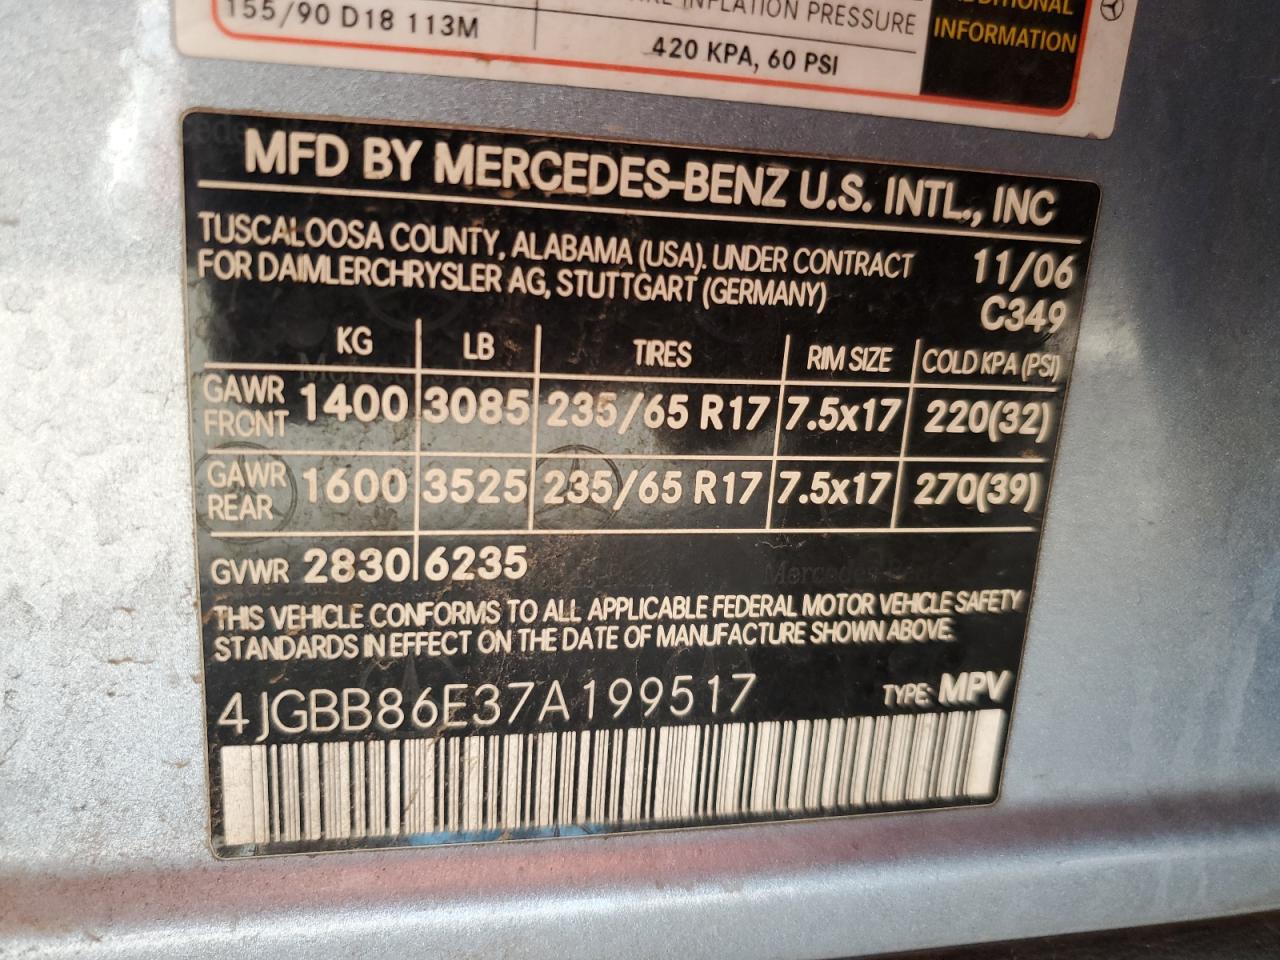 155/90 D18 113M
INFLATION PRESSURE
420 KPA, 60 PSI
ADDITIONAL
INFORMATION
MFD BY MERCEDES-BENZ U.S. INTL., INC
TUSCALOOSA COUNTY, ALABAMA (USA). UNDER CONTRACT
FOR DAIMLERCHRYSLER AG, STUTTGART (GERMANY)
11/06
C349
KG LB TIRES RIM SIZE COLD KPA (PSI)
GAWR FRONT 1400 3085 235/65 R17 7.5x17 220(32)
GAWR REAR 1600 3525 235/65 R17 7.5x17 270(39)
GVWR 2830 6235
THIS VEHICLE CONFORMS TO ALL APPLICABLE FEDERAL MOTOR VEHICLE SAFETY
STANDARDS IN EFFECT ON THE DATE OF MANUFACTURE SHOWN ABOVE.
4JGBB86E37A199517 TYPE: MPV